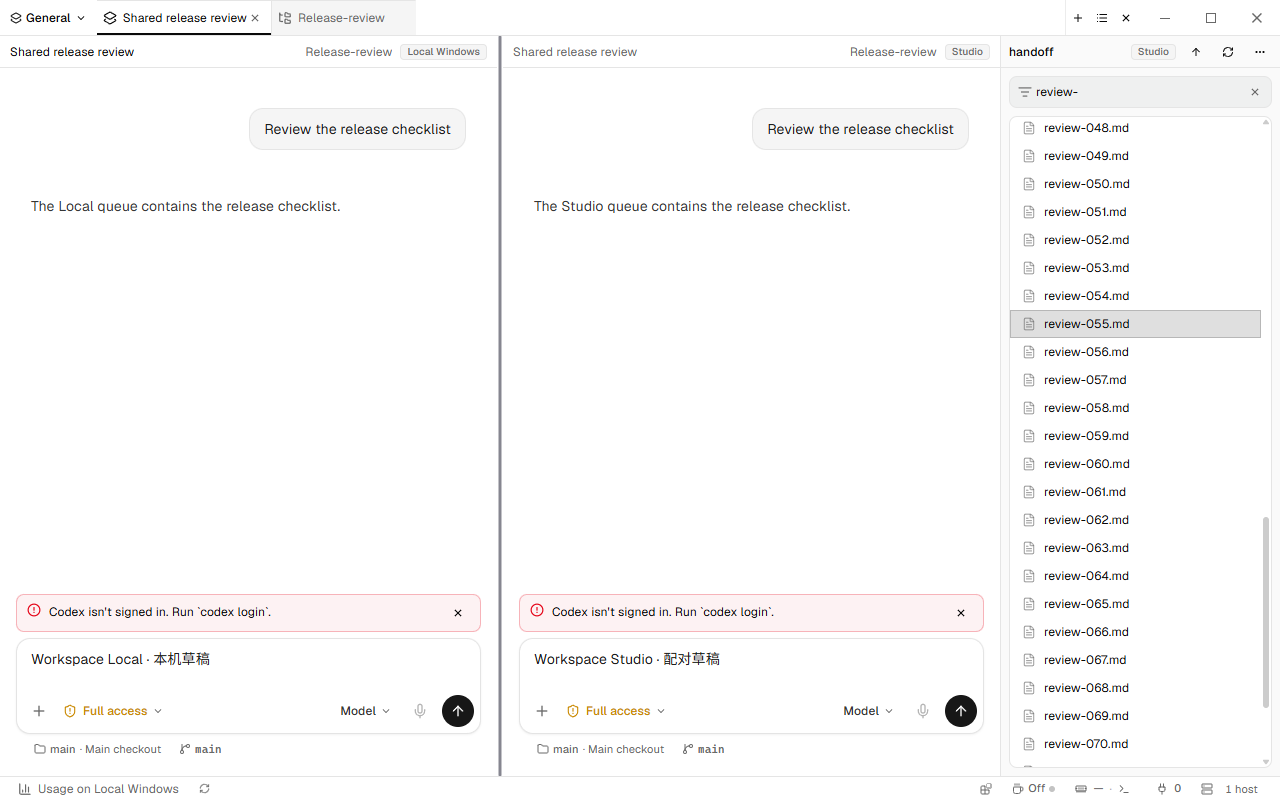 General
Shared release review
Release-review
Shared release review
Release-review
Local Windows
Shared release review
Release-review
Studio
handoff
Studio
Review the release checklist
The Local queue contains the release checklist.
Codex isn't signed in. Run `codex login`.
Workspace Local · 本机草稿
Full access
Model
main · Main checkout
main
Review the release checklist
The Studio queue contains the release checklist.
Codex isn't signed in. Run `codex login`.
Workspace Studio · 配对草稿
Full access
Model
main · Main checkout
main
review-
review-048.md
review-049.md
review-050.md
review-051.md
review-052.md
review-053.md
review-054.md
review-055.md
review-056.md
review-057.md
review-058.md
review-059.md
review-060.md
review-061.md
review-062.md
review-063.md
review-064.md
review-065.md
review-066.md
review-067.md
review-068.md
review-069.md
review-070.md
Usage on Local Windows
Off
— ·
0
1 host